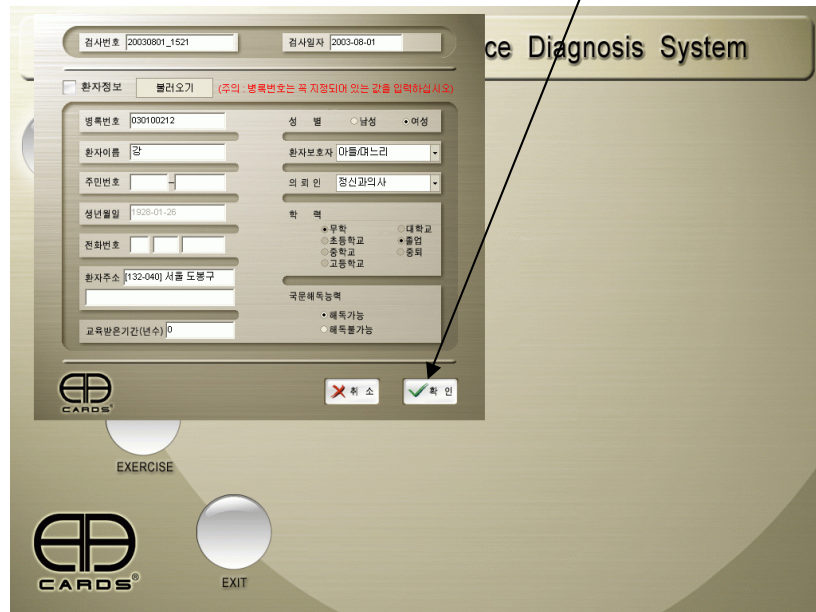 검사번호 20030801_1521 검사일자 2003-08-01
ce Diagnosis System
환자정보 불러오기 (주의 : 병록번호는 꼭 지정되어 있는 값을 입력하십시오)
병록번호 030100212 성 별 남성 여성
환자이름 강 환자보호자 아들/며느리
주민번호 - 의 뢰 인 정신과의사
생년월일 1928-01-26 학 력
무학 대학교
전화번호 초등학교 졸업
중학교 중퇴
고등학교
환자주소 [132-040] 서울 도봉구
국문해독능력
해독가능
교육받은기간(년수) 0 해독불가능
취 소 확 인
CARDS®
EXERCISE
CARDS®
EXIT